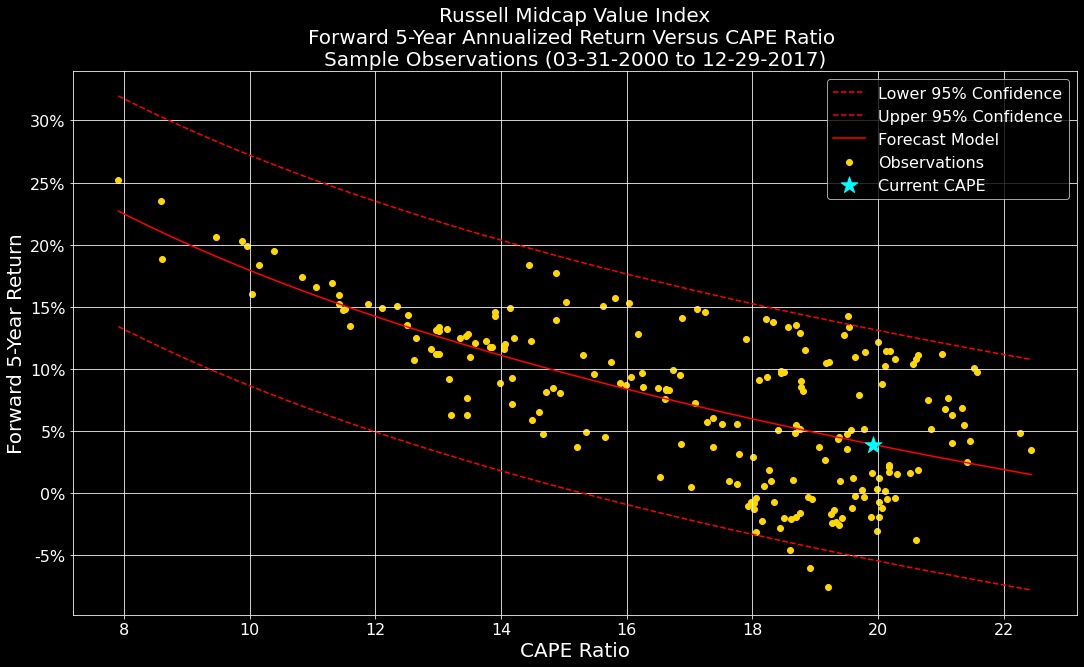 Russell Midcap Value Index
Forward 5-Year Annualized Return Versus CAPE Ratio
Sample Observations (03-31-2000 to 12-29-2017)
Lower 95% Confidence
Upper 95% Confidence
Forecast Model
Observations
Current CAPE
Forward 5-Year Return
30%
25%
20%
15%
10%
5%
0%
-5%
8 10 12 14 16 18 20 22
CAPE Ratio